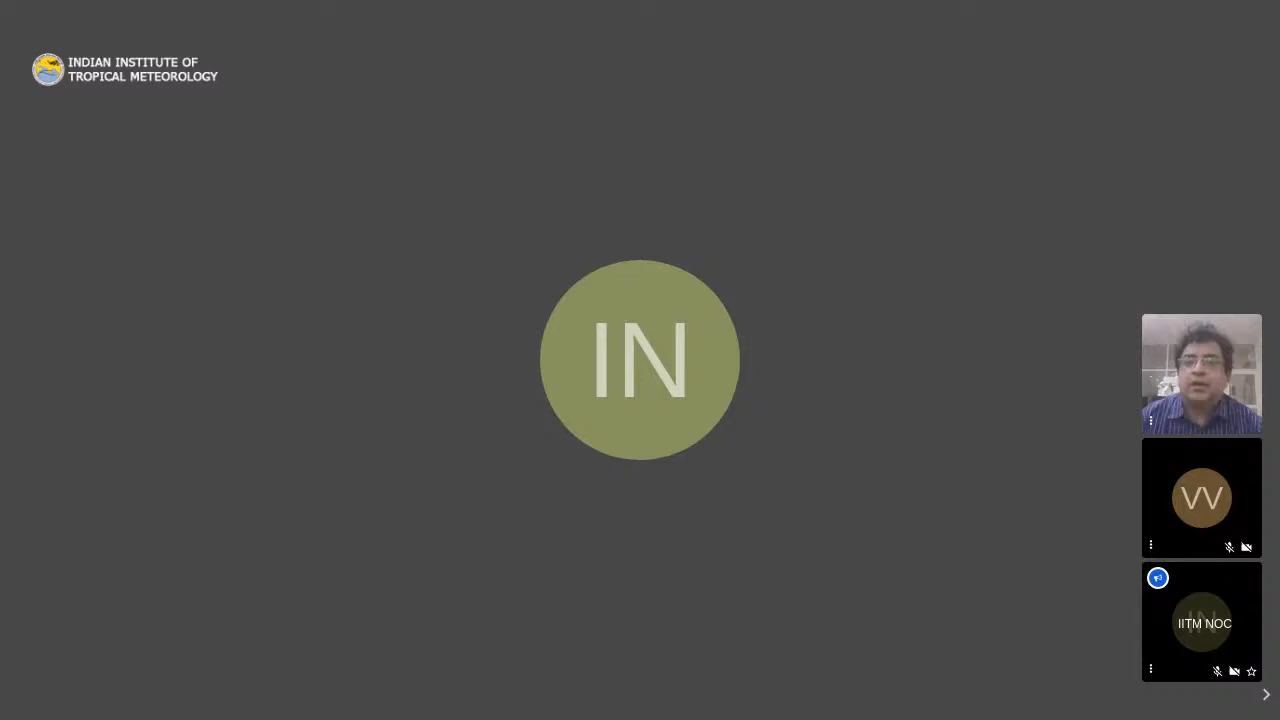 INDIAN INSTITUTE OF
TROPICAL METEOROLOGY
IN
VV
IN
IITM NOC